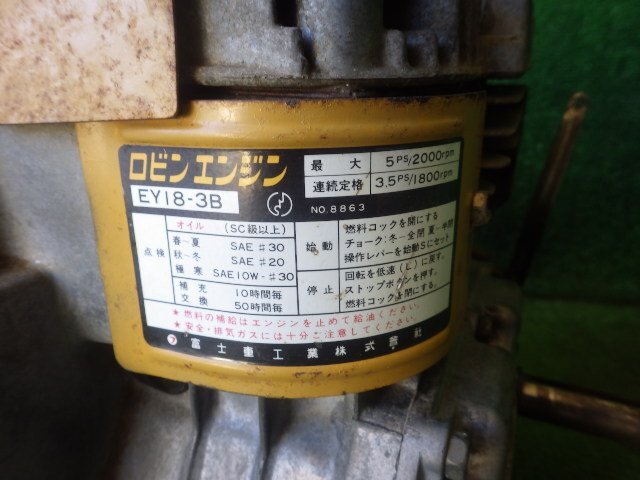 ロビンエンジン
EY18-3B
最大 5PS/2000rpm
連続定格 3.5PS/1800rpm
NO.8863
点検
オイル (SC級以上)
春〜夏 SAE #30
秋〜冬 SAE #20
極寒 SAE10W-#30
補充 10時間毎
交換 50時間毎
始動
燃料コックを開にする
チョーク:冬-全閉 夏-半閉
操作レバーを始動Sにセット
停止
回転を低速(L)に戻す。
ストップボタンを押す。
燃料コックを閉にする。
★燃料の補給はエンジンを止めて給油ください。
★安全・排気ガスには十分ご注意してください。
富士重工業株式会社